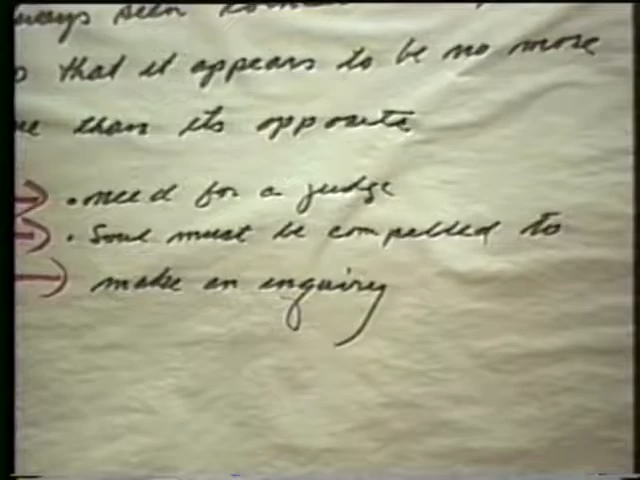 always seen
that it appears to be no more
than its opposite
• need for a judge
• Soul must be compelled to
make an enquiry